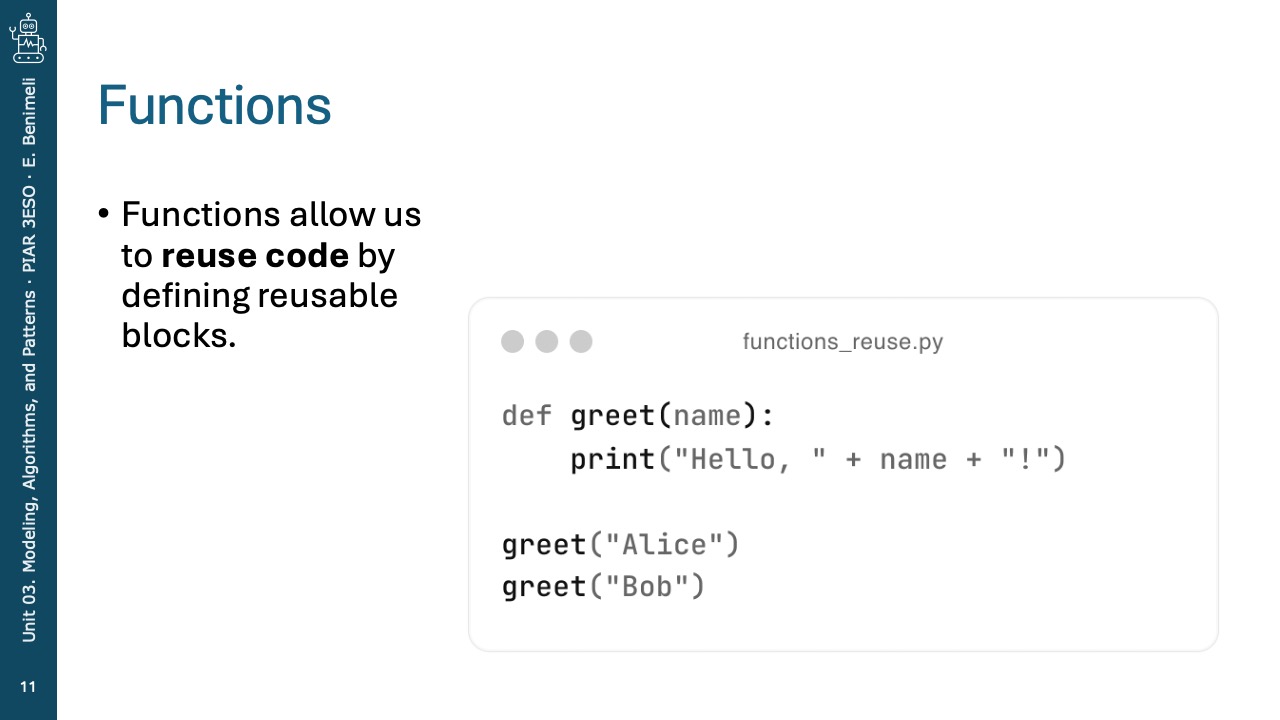 Unit 03. Modeling, Algorithms, and Patterns · PIAR 3ESO · E. Benimeli
11
Functions
• Functions allow us
to reuse code by
defining reusable
blocks.
functions_reuse.py
def greet(name):
    print("Hello, " + name + "!")
greet("Alice")
greet("Bob")